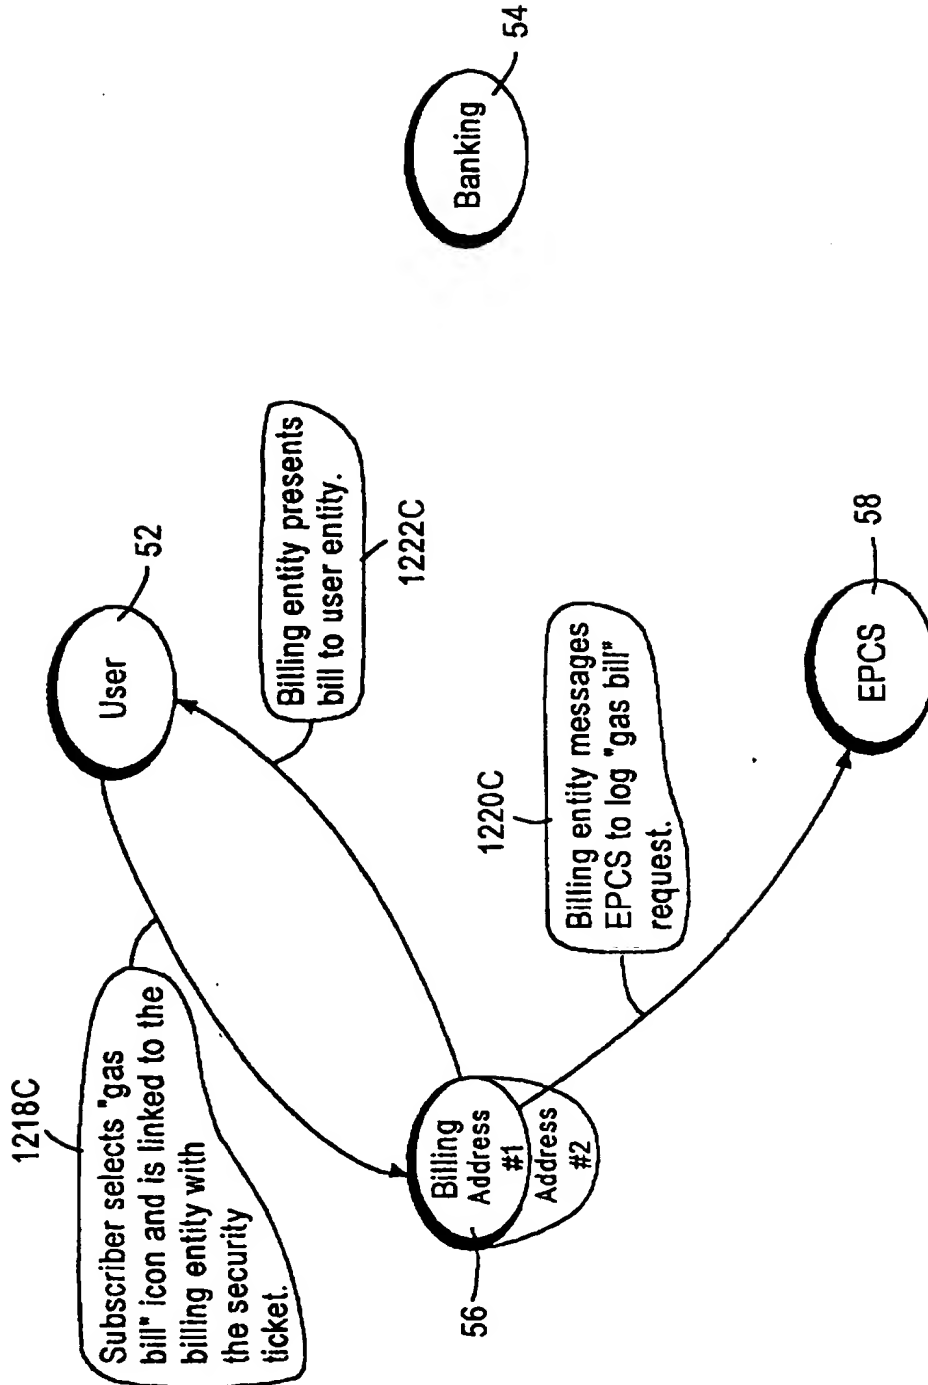 1218C
Subscriber selects "gas
bill" icon and is linked to the
billing entity with
the security
ticket.
User
52
Billing entity presents
bill to user entity.
1222C
Banking
54
Billing
Address
#1
Address
#2
56
1220C
Billing entity messages
EPCS to log "gas bill"
request.
EPCS
58